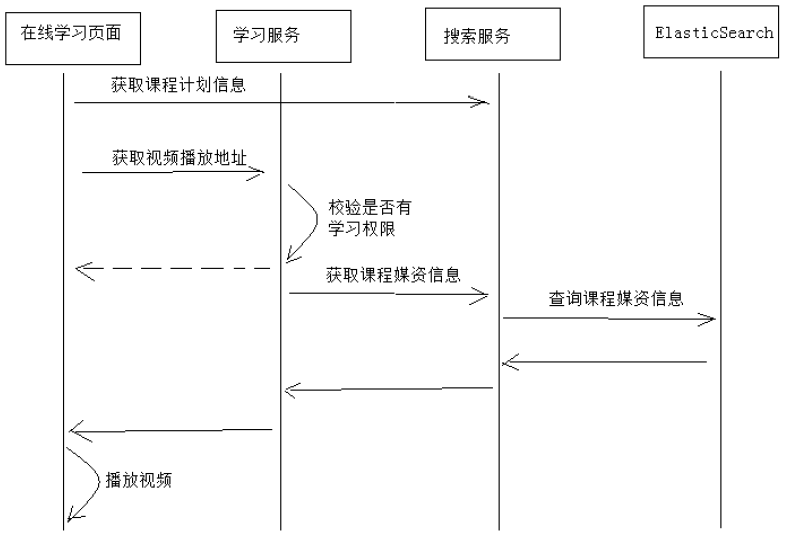 在线学习页面
学习服务
搜索服务
ElasticSearch
获取课程计划信息
获取视频播放地址
校验是否有
学习权限
获取课程媒资信息
查询课程媒资信息
播放视频